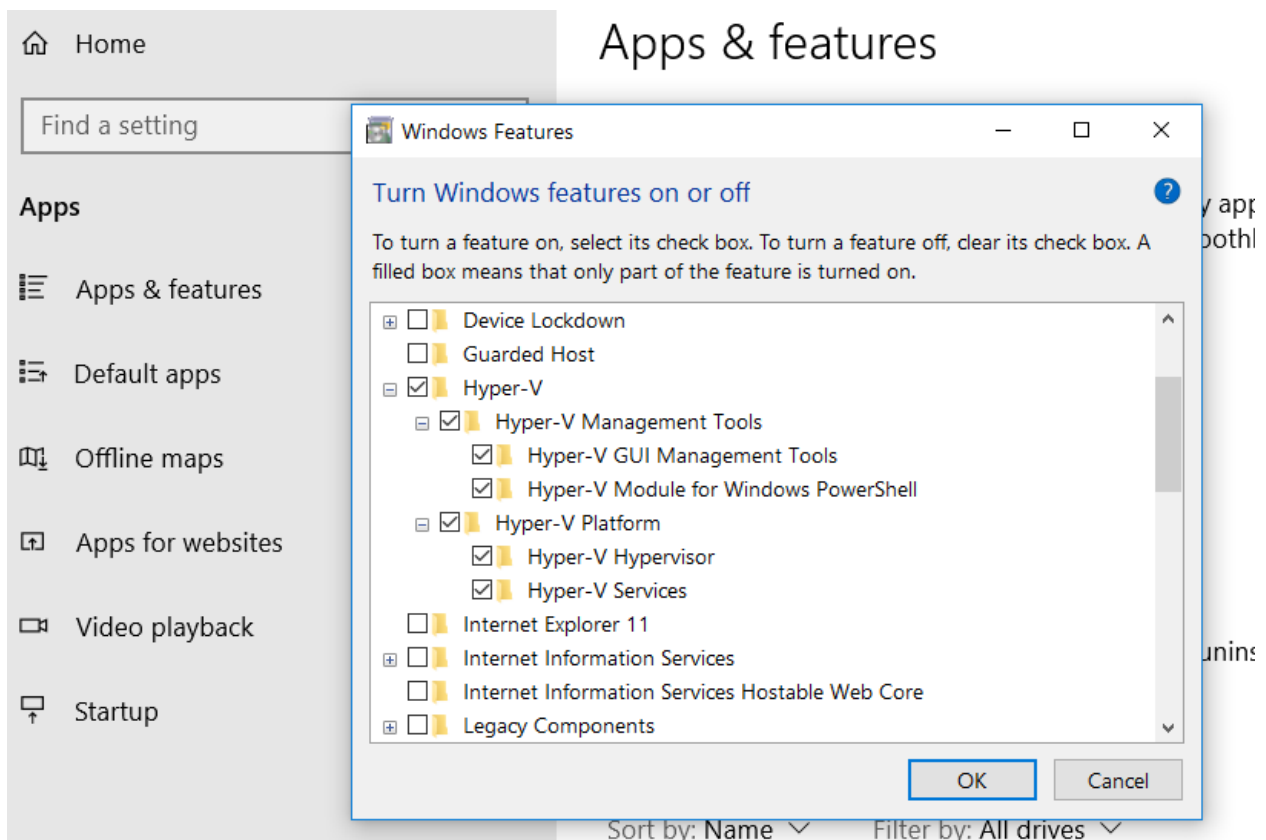 Home
Find a setting
Apps
Apps & features
Default apps
Offline maps
Apps for websites
Video playback
Startup
Apps & features
Windows Features
Turn Windows features on or off
To turn a feature on, select its check box. To turn a feature off, clear its check box. A
filled box means that only part of the feature is turned on.
Device Lockdown
Guarded Host
Hyper-V
Hyper-V Management Tools
Hyper-V GUI Management Tools
Hyper-V Module for Windows PowerShell
Hyper-V Platform
Hyper-V Hypervisor
Hyper-V Services
Internet Explorer 11
Internet Information Services
Internet Information Services Hostable Web Core
Legacy Components
OK
Cancel
Sort by: Name
Filter by: All drives